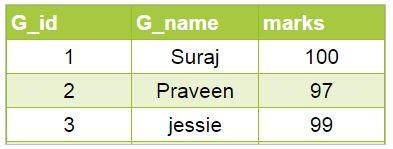 G_id G_name marks
1 Suraj 100
2 Praveen 97
3 jessie 99